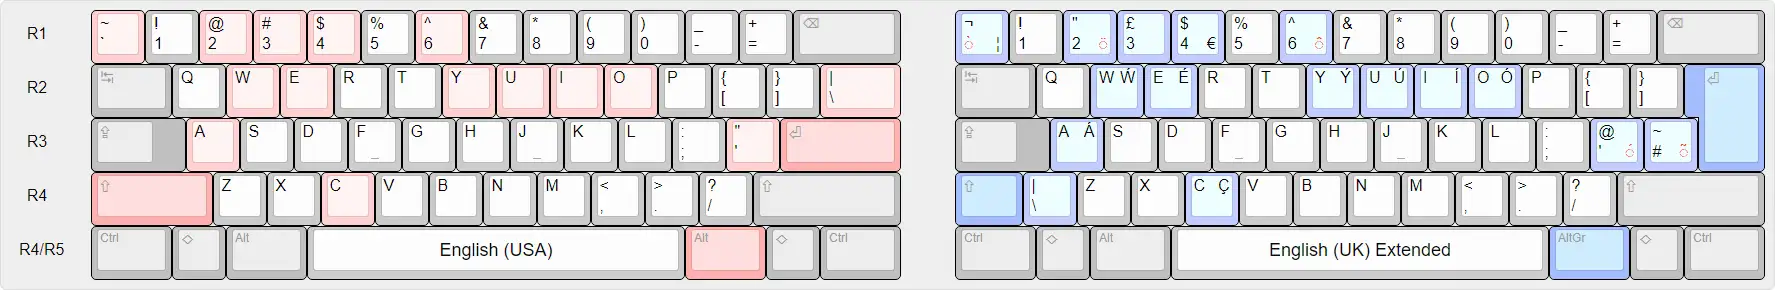 R1 ~ ! @ # $ % ^ & * ( ) _ + ⌫ ¬ ! " £ $ % ^ & * ( ) _ + ⌫
` 1 2 3 4 5 6 7 8 9 0 - = ̀ ¦ 1 2 ̈ 3 4 € 5 6 ̂ 7 8 9 0 - =
R2 ↹ Q W E R T Y U I O P { } | ↹ Q W Ẃ E É R T Y Ý U Ú I Í O Ó P { } ⏎
[ ] \ [ ]
R3 ⇪ A S D F G H J K L : " ⏎ ⇪ A Á S D F G H J K L : @ ~
_ _ ; ' _ _ ; ' ́ # ̃
R4 ⇧ Z X C V B N M < > ? ⇧ ⇧ | Z X C Ç V B N M < > ? ⇧
, . / \ , . /
R4/R5 Ctrl ◇ Alt English (USA) Alt ◇ Ctrl Ctrl ◇ Alt English (UK) Extended AltGr ◇ Ctrl